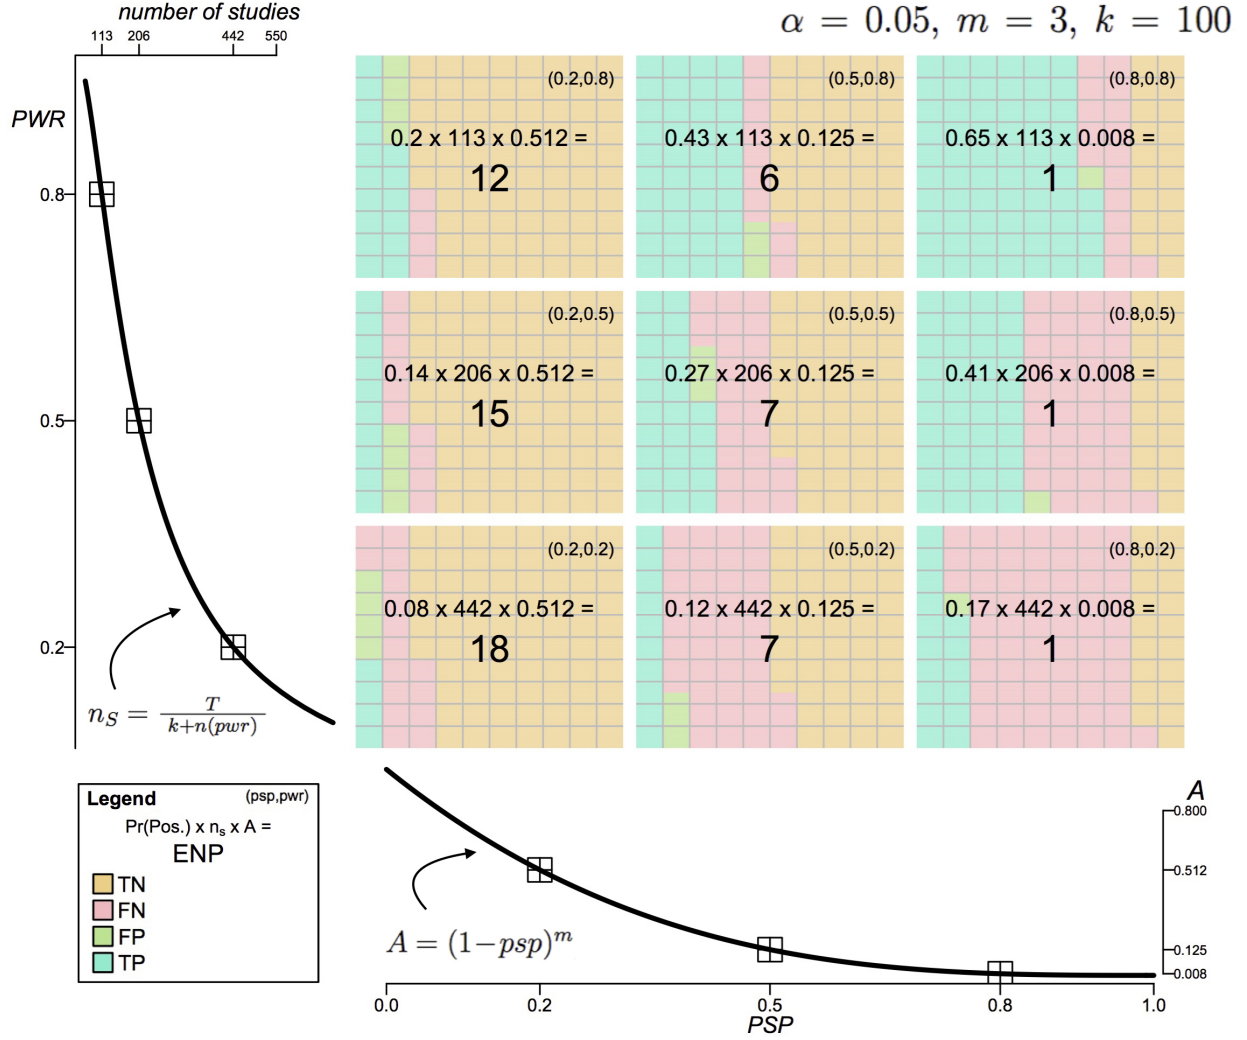 number of studies
113 206 442 550
α = 0.05, m = 3, k = 100
PWR
0.8
0.5
0.2
(0.2,0.8)
0.2 x 113 x 0.512 =
12
(0.5,0.8)
0.43 x 113 x 0.125 =
6
(0.8,0.8)
0.65 x 113 x 0.008 =
1
(0.2,0.5)
0.14 x 206 x 0.512 =
15
(0.5,0.5)
0.27 x 206 x 0.125 =
7
(0.8,0.5)
0.41 x 206 x 0.008 =
1
(0.2,0.2)
0.08 x 442 x 0.512 =
18
(0.5,0.2)
0.12 x 442 x 0.125 =
7
(0.8,0.2)
0.17 x 442 x 0.008 =
1
n_S = T / k+n(pwr)
Legend (psp,pwr)
Pr(Pos.) x n_s x A =
ENP
TN
FN
FP
TP
A = (1−psp)^m
A
0.800
0.512
0.125
0.008
0.0 0.2 0.5 0.8 1.0
PSP